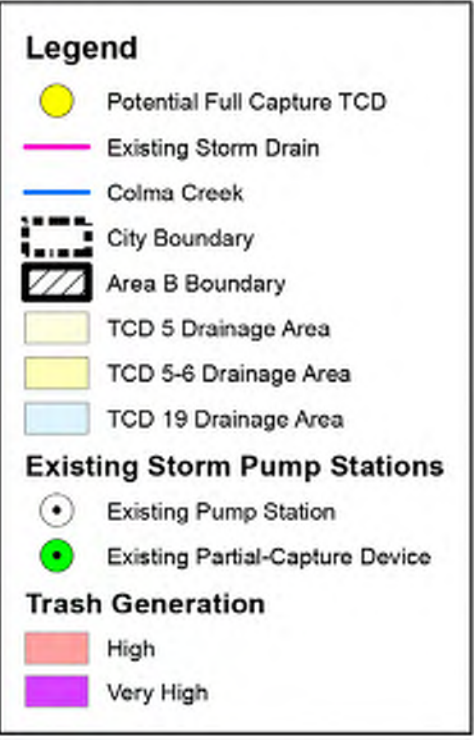 Legend
Potential Full Capture TCD
Existing Storm Drain
Colma Creek
City Boundary
Area B Boundary
TCD 5 Drainage Area
TCD 5-6 Drainage Area
TCD 19 Drainage Area
Existing Storm Pump Stations
Existing Pump Station
Existing Partial-Capture Device
Trash Generation
High
Very High